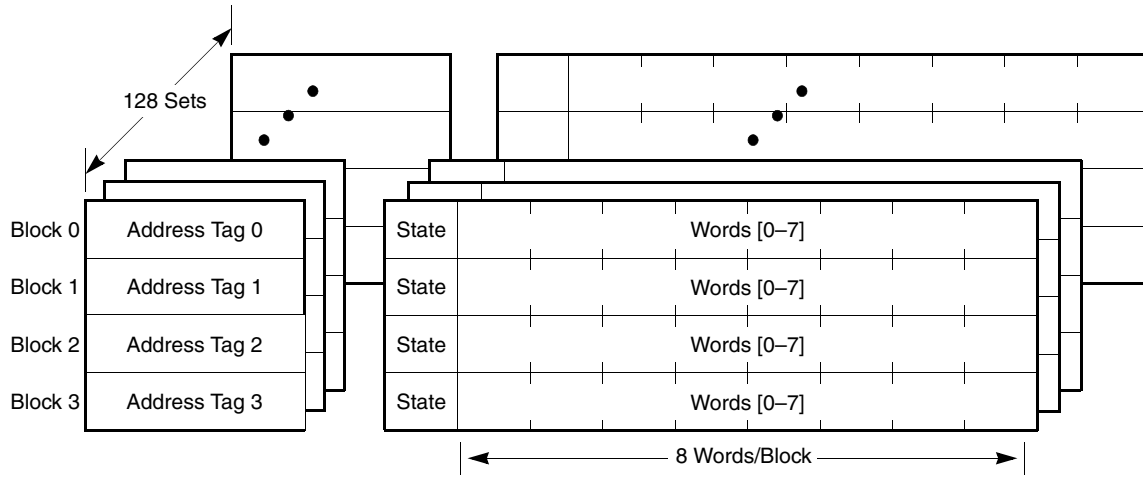 128 Sets
Block 0 Address Tag 0 State Words [0–7]
Block 1 Address Tag 1 State Words [0–7]
Block 2 Address Tag 2 State Words [0–7]
Block 3 Address Tag 3 State Words [0–7]
8 Words/Block